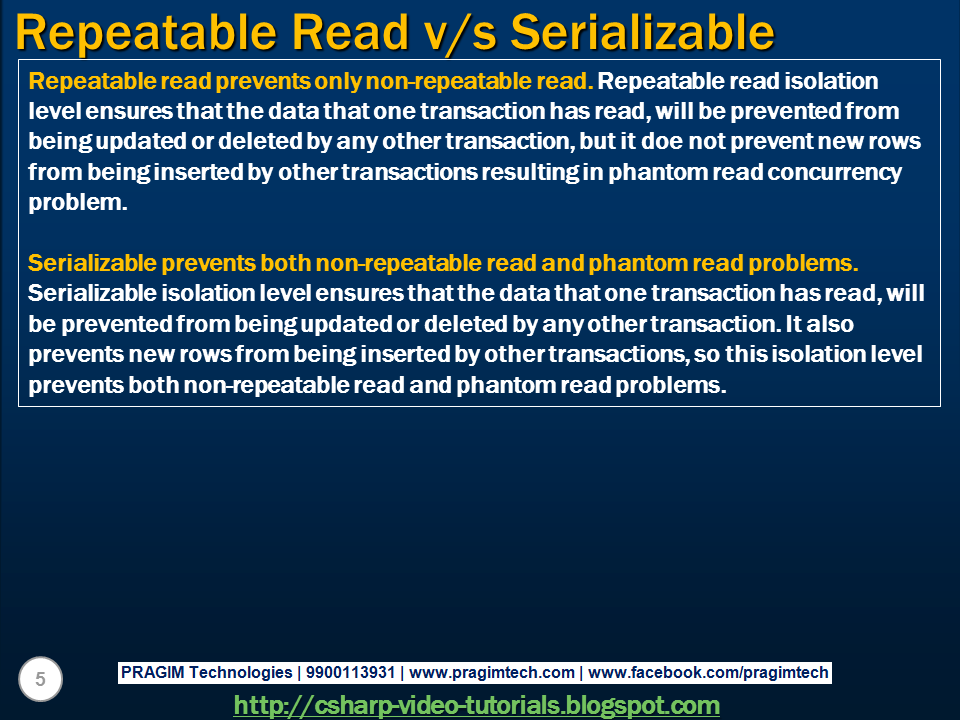 Repeatable Read v/s Serializable
Repeatable read prevents only non-repeatable read. Repeatable read isolation
level ensures that the data that one transaction has read, will be prevented from
being updated or deleted by any other transaction, but it doe not prevent new rows
from being inserted by other transactions resulting in phantom read concurrency
problem.
Serializable prevents both non-repeatable read and phantom read problems.
Serializable isolation level ensures that the data that one transaction has read, will
be prevented from being updated or deleted by any other transaction. It also
prevents new rows from being inserted by other transactions, so this isolation level
prevents both non-repeatable read and phantom read problems.
5
PRAGIM Technologies | 9900113931 | www.pragimtech.com | www.facebook.com/pragimtech
http://csharp-video-tutorials.blogspot.com